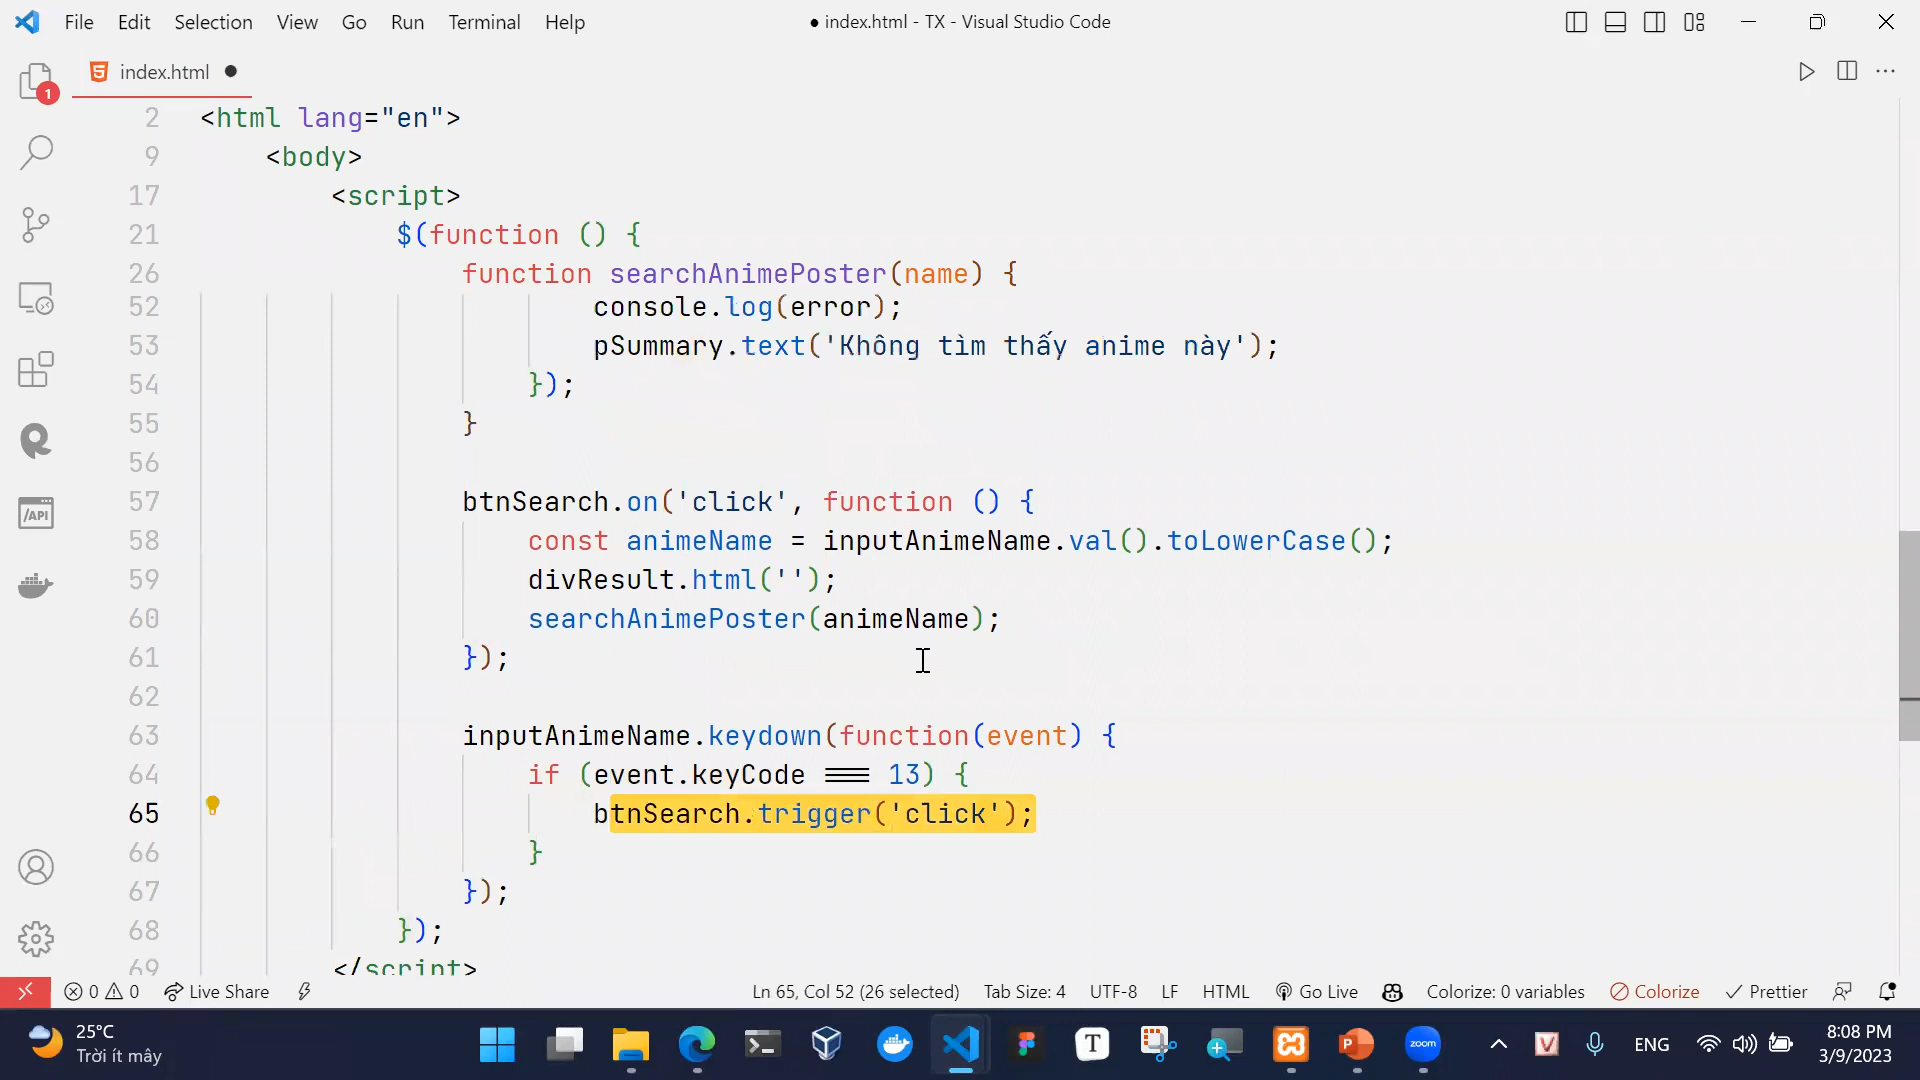 File Edit Selection View Go Run Terminal Help
● index.html - TX - Visual Studio Code
index.html
1
2 <html lang="en">
9 <body>
17 <script>
21 $(function () {
26 function searchAnimePoster(name) {
52 console.log(error);
53 pSummary.text('Không tìm thấy anime này');
54 });
55 }
56
57 btnSearch.on('click', function () {
58 const animeName = inputAnimeName.val().toLowerCase();
59 divResult.html('');
60 searchAnimePoster(animeName);
61 });
62
63 inputAnimeName.keydown(function(event) {
64 if (event.keyCode === 13) {
65 btnSearch.trigger('click');
66 }
67 });
68 });
69 </script>
/API
0 0 Live Share
Ln 65, Col 52 (26 selected) Tab Size: 4 UTF-8 LF HTML Go Live Colorize: 0 variables Colorize Prettier
25°C
Trời ít mây
T
zoom
V
ENG
8:08 PM
3/9/2023